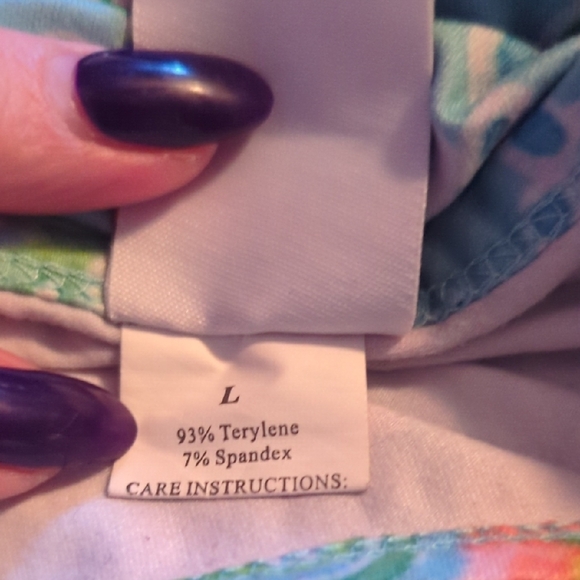 L
93% Terylene
7% Spandex
CARE INSTRUCTIONS: